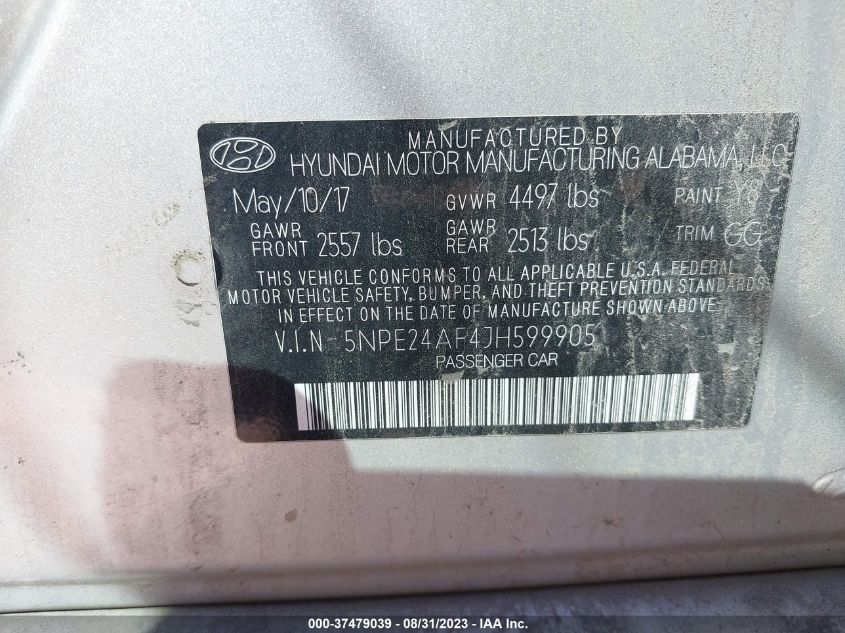 MANUFACTURED BY
HYUNDAI MOTOR MANUFACTURING ALABAMA, LLC
May/10/17 GVWR 4497 lbs PAINT Y8
GAWR FRONT 2557 lbs GAWR REAR 2513 lbs TRIM GG
THIS VEHICLE CONFORMS TO ALL APPLICABLE U.S.A. FEDERAL
MOTOR VEHICLE SAFETY, BUMPER, AND THEFT PREVENTION STANDARDS
IN EFFECT ON THE DATE OF MANUFACTURE SHOWN ABOVE.
V.I.N 5NPE24AF4JH599905
PASSENGER CAR
000-37479039 - 08/31/2023 - © IAA Inc.